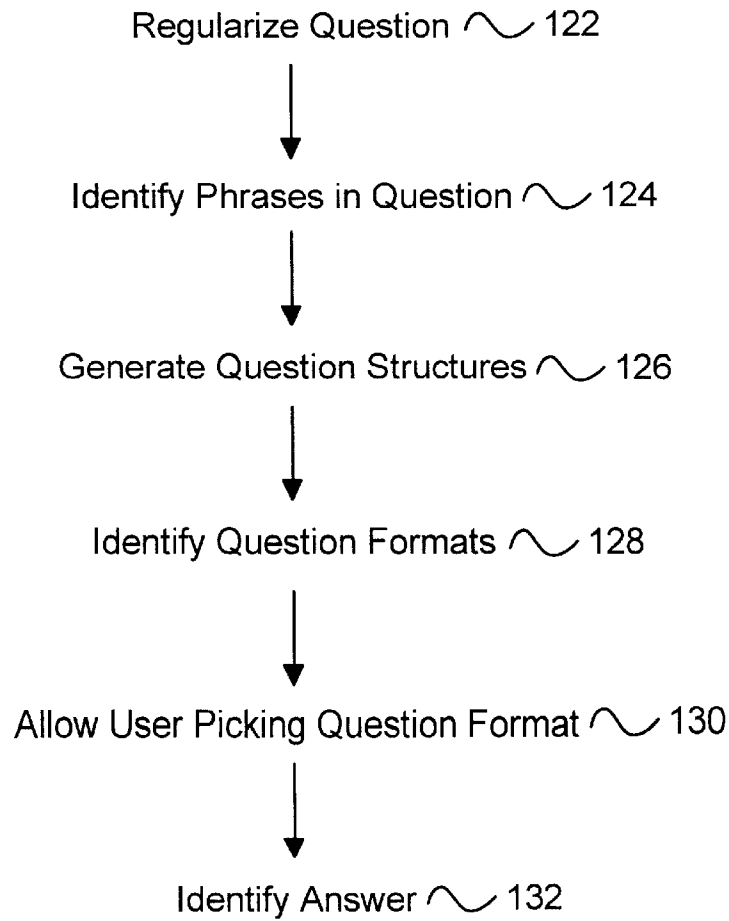 Regularize Question 122
Identify Phrases in Question 124
Generate Question Structures 126
Identify Question Formats 128
Allow User Picking Question Format 130
Identify Answer 132